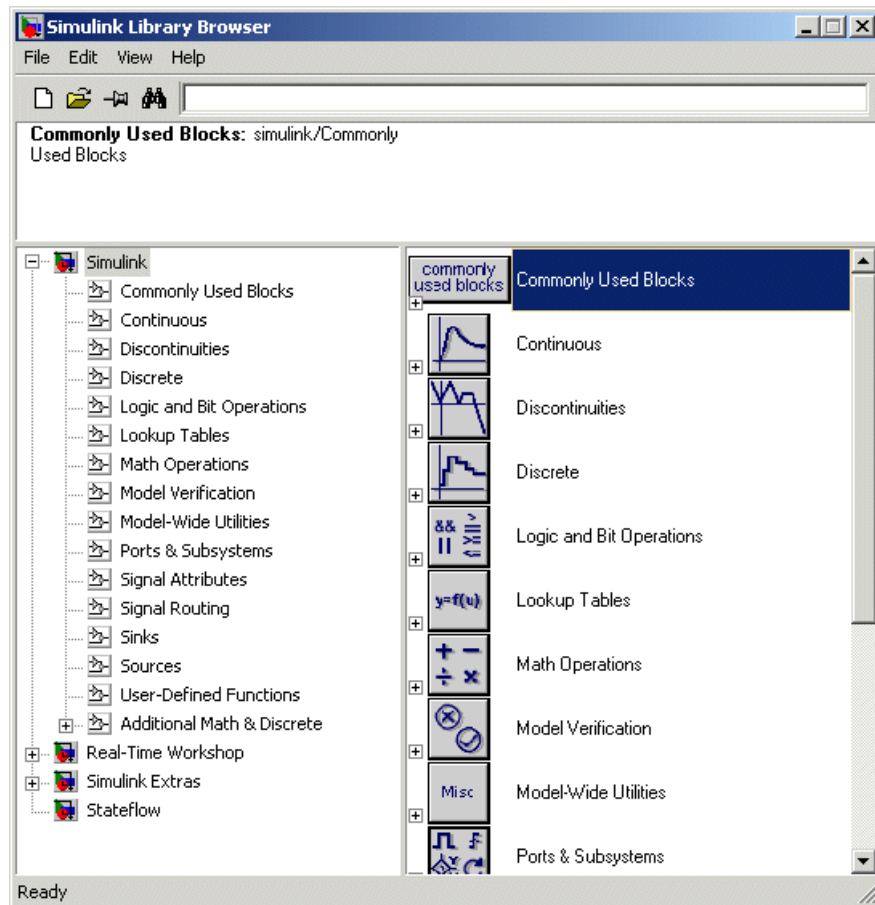 Simulink Library Browser
File Edit View Help
Commonly Used Blocks: simulink/Commonly
Used Blocks
Simulink
Commonly Used Blocks
Continuous
Discontinuities
Discrete
Logic and Bit Operations
Lookup Tables
Math Operations
Model Verification
Model-Wide Utilities
Ports & Subsystems
Signal Attributes
Signal Routing
Sinks
Sources
User-Defined Functions
Additional Math & Discrete
Real-Time Workshop
Simulink Extras
Stateflow
commonly
used blocks
Commonly Used Blocks
Continuous
Discontinuities
Discrete
&& >
=
|| >=
<=
Logic and Bit Operations
y=f(u)
Lookup Tables
+ −
÷ ×
Math Operations
Model Verification
Misc
Model-Wide Utilities
Ports & Subsystems
Ready